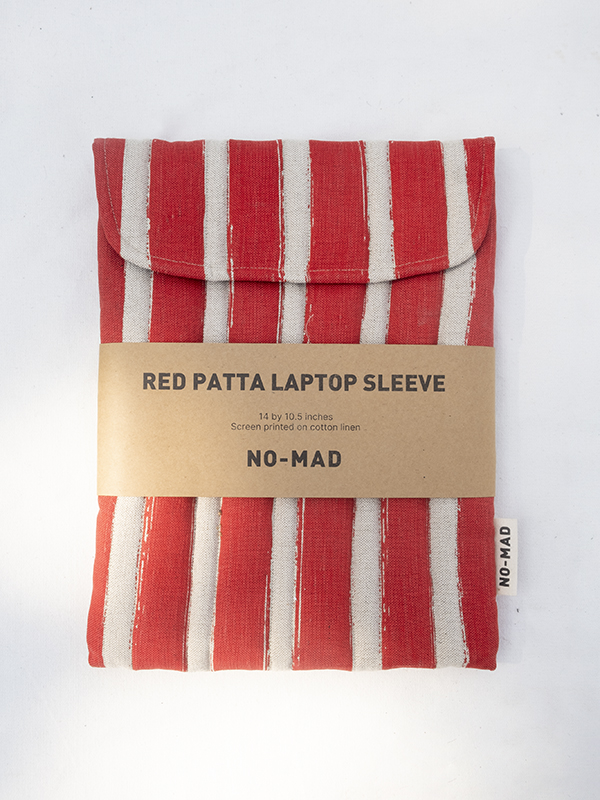 RED PATTA LAPTOP SLEEVE
14 by 10.5 inches
Screen printed on cotton linen
NO-MAD
NO-MAD